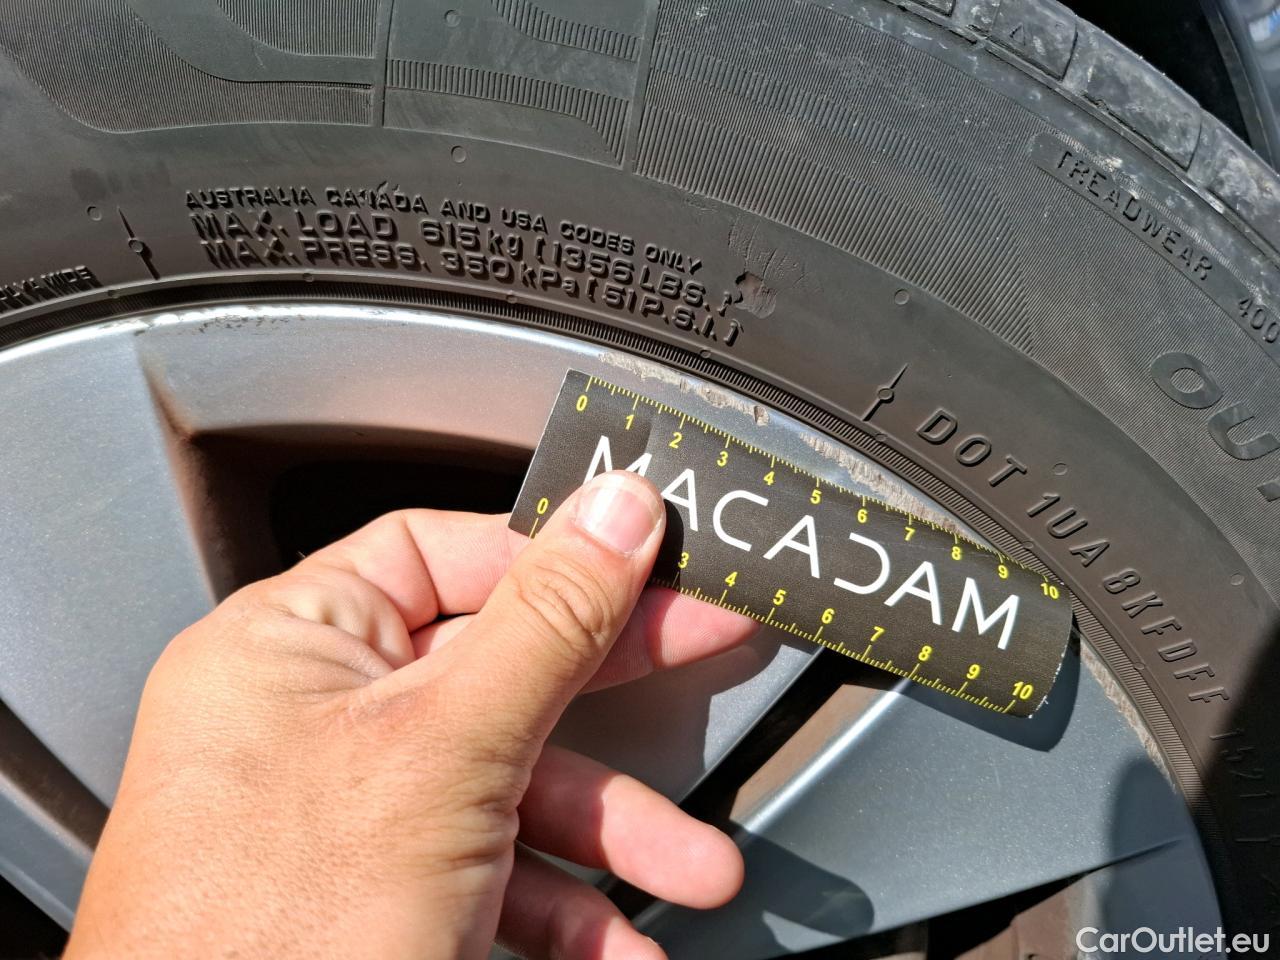 AUSTRALIA CANADA AND USA CODES ONLY
MAX. LOAD 615 kg (1356 LBS.)
MAX. PRESS. 350 kPa (51 P.S.I.)
TREADWEAR 400
OU
DOT 1UA 8KFDFF 1521
0 1 2 3 4 5 6 7 8 9 10
MACADAM
0 3 4 5 6 7 8 9 10
CarOutlet.eu